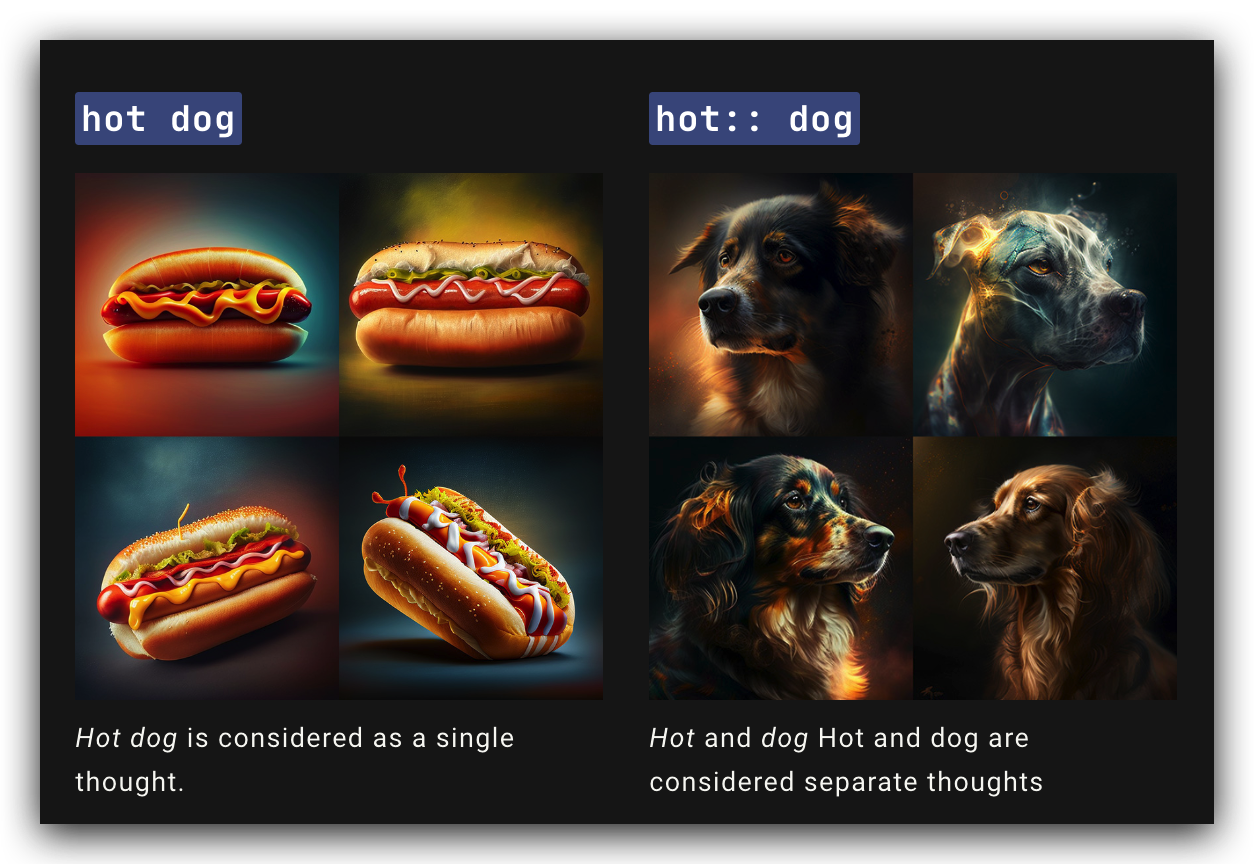 hot dog
hot:: dog
Hot dog is considered as a single
thought.
Hot and dog Hot and dog are
considered separate thoughts